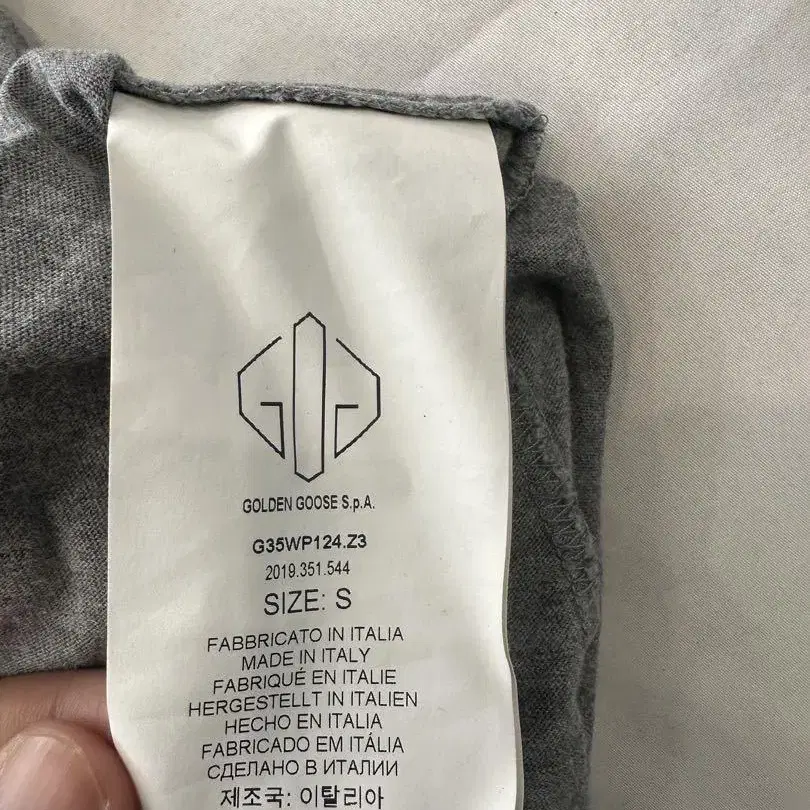 GOLDEN GOOSE S.p.A.
G35WP124.Z3
2019.351.544
SIZE: S
FABBRICATO IN ITALIA
MADE IN ITALY
FABRIQUÉ EN ITALIE
HERGESTELLT IN ITALIEN
HECHO EN ITALIA
FABRICADO EM ITÁLIA
СДЕЛАНО В ИТАЛИИ
제조국: 이탈리아